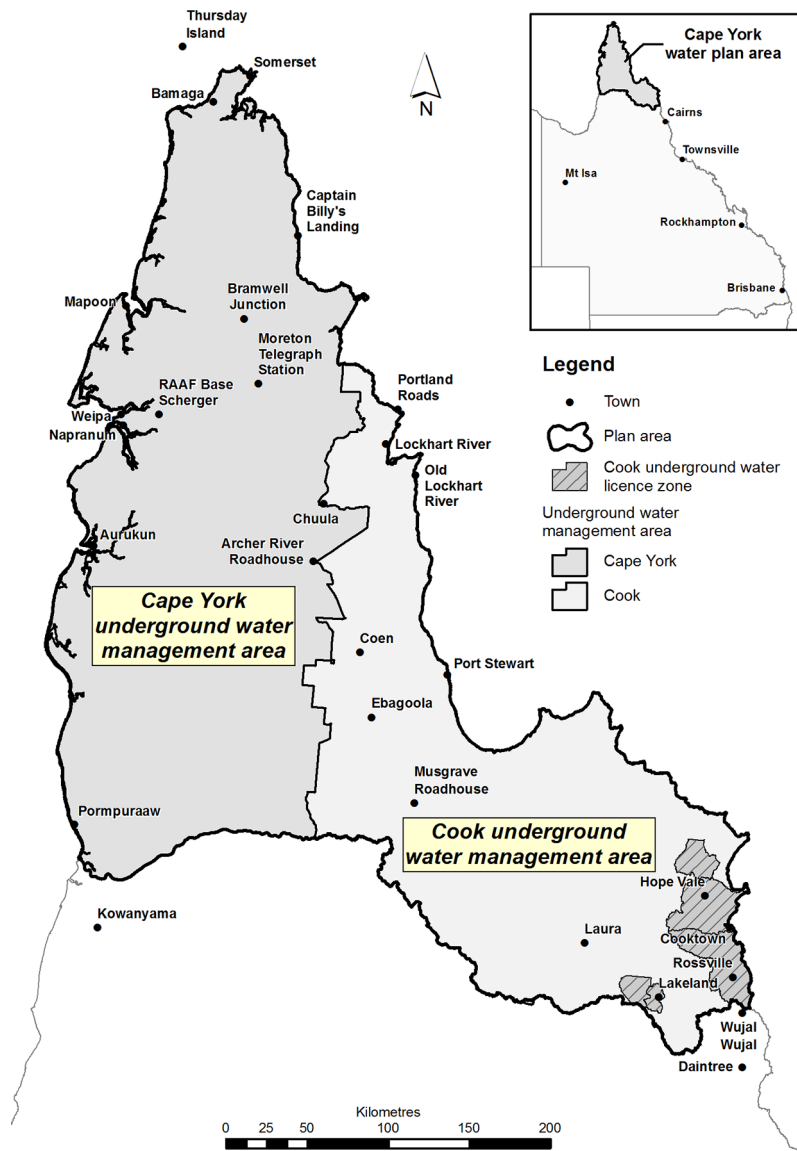 Thursday
Island
Somerset
Bamaga
N
Captain
Billy's
Landing
Mapoon
Bramwell
Junction
Moreton
Telegraph
Station
RAAF Base
Scherger
Weipa
Napranum
Portland
Roads
Lockhart River
Old
Lockhart
River
Chuula
Aurukun
Archer River
Roadhouse
Cape York
underground water
management area
Coen
Port Stewart
Ebagoola
Musgrave
Roadhouse
Pormpuraaw
Cook underground
water management area
Hope Vale
Kowanyama
Laura
Cooktown
Rossville
Lakeland
Wujal
Wujal
Daintree
Cape York
water plan area
Cairns
Townsville
Mt Isa
Rockhampton
Brisbane
Legend
Town
Plan area
Cook underground water
licence zone
Underground water
management area
Cape York
Cook
Kilometres
0 25 50 100 150 200